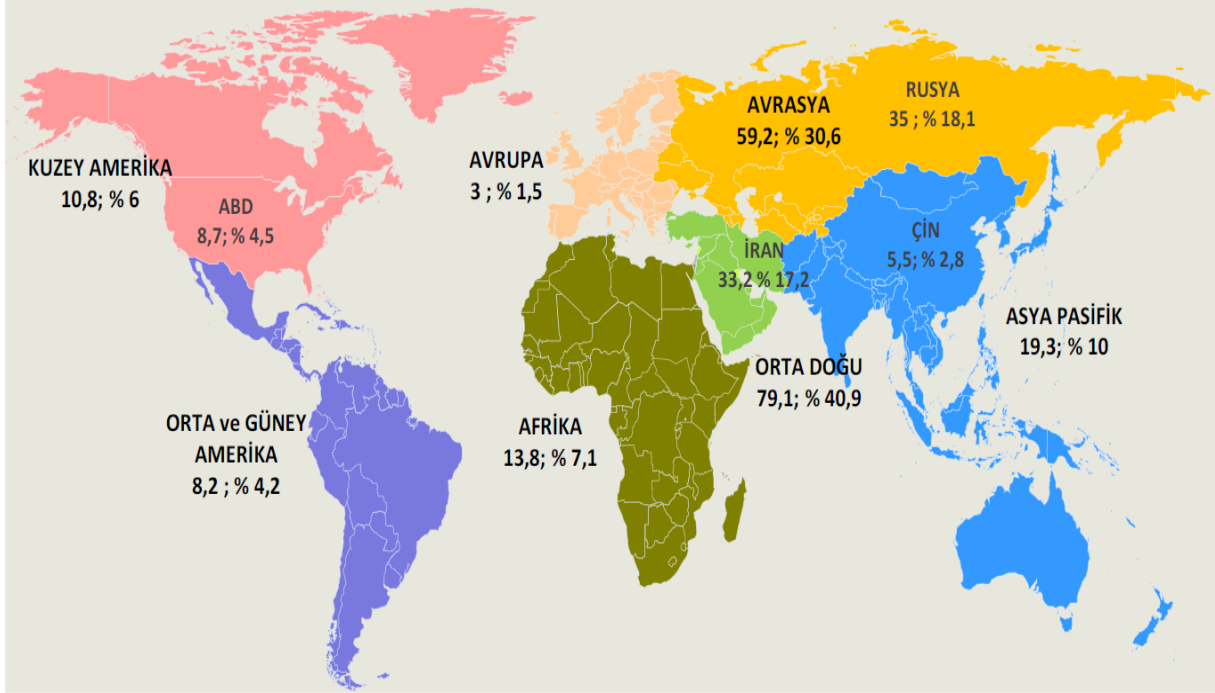 KUZEY AMERİKA
10,8; % 6
ABD
8,7; % 4,5
ORTA ve GÜNEY
AMERİKA
8,2 ; % 4,2
AVRUPA
3 ; % 1,5
AFRİKA
13,8; % 7,1
AVRASYA
59,2; % 30,6
RUSYA
35 ; % 18,1
İRAN
33,2 % 17,2
ORTA DOĞU
79,1; % 40,9
ÇİN
5,5; % 2,8
ASYA PASİFİK
19,3; % 10